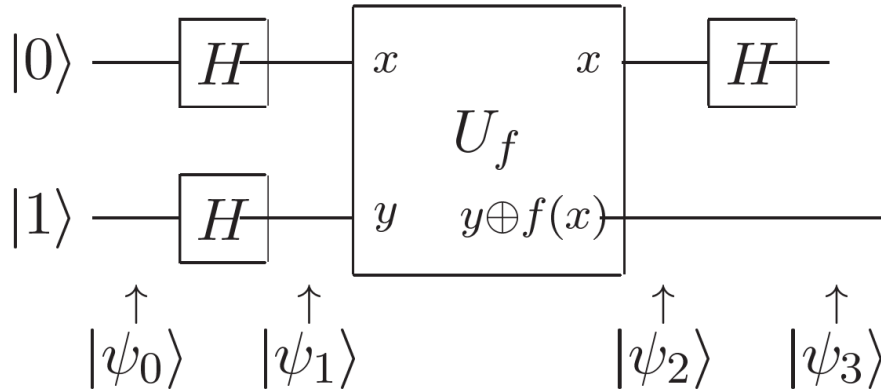 |0⟩ H x x H
U_f
|1⟩ H y y⊕f(x)
↑ ↑ ↑ ↑
|ψ₀⟩ |ψ₁⟩ |ψ₂⟩ |ψ₃⟩